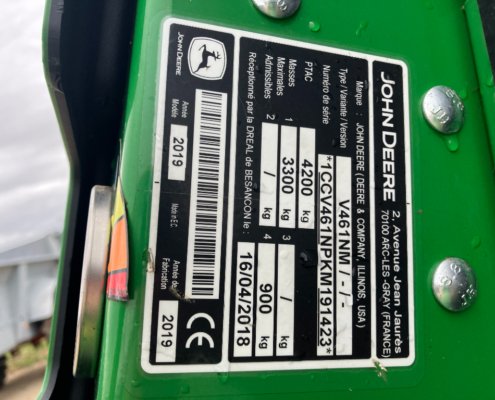 JOHN DEERE
2, Avenue Jean Jaurès
70100 ARC-LES -GRAY (FRANCE)
Marque : JOHN DEERE ( DEERE & COMPANY, ILLINOIS, USA )
Type / Variante / Version V461NM / - / -
Numéro de série *1CCV461NPKM191423*
PTAC 4200 kg
Masses 1 3300 kg 3 / kg
Maximales
Admissibles 2 / kg 4 900 kg
Réceptionné par la DREAL de BESANCON le : 16/04/2018
JOHN DEERE
Année Modèle 2019
Made in E.C.
Année de Fabrication 2019
CE